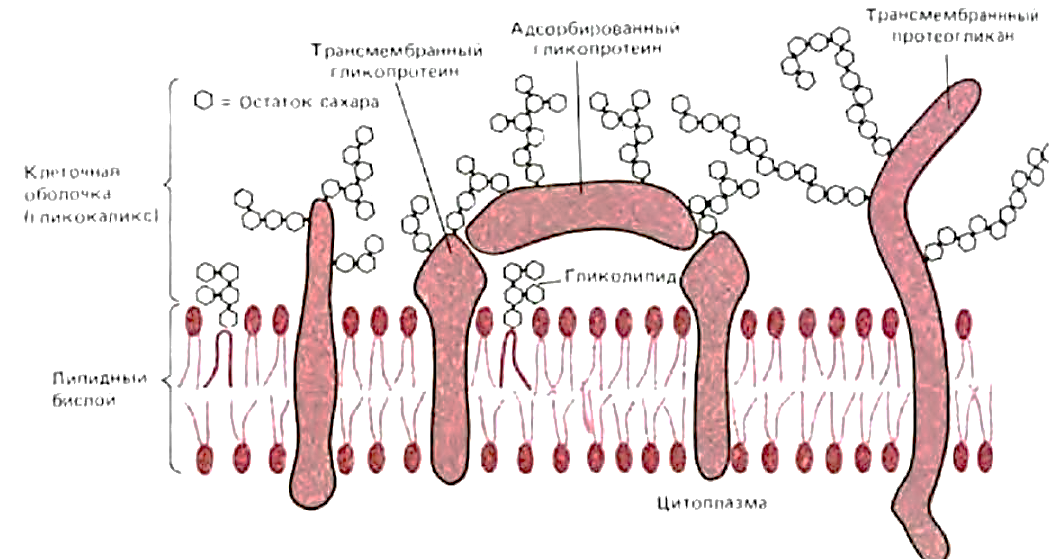 Трансмембранный
гликопротеин
Адсорбированный
гликопротеин
Трансмембранный
протеогликан
= Остаток сахара
Клеточная
оболочка
(гликокаликс)
Гликолипид
Липидный
бислой
Цитоплазма